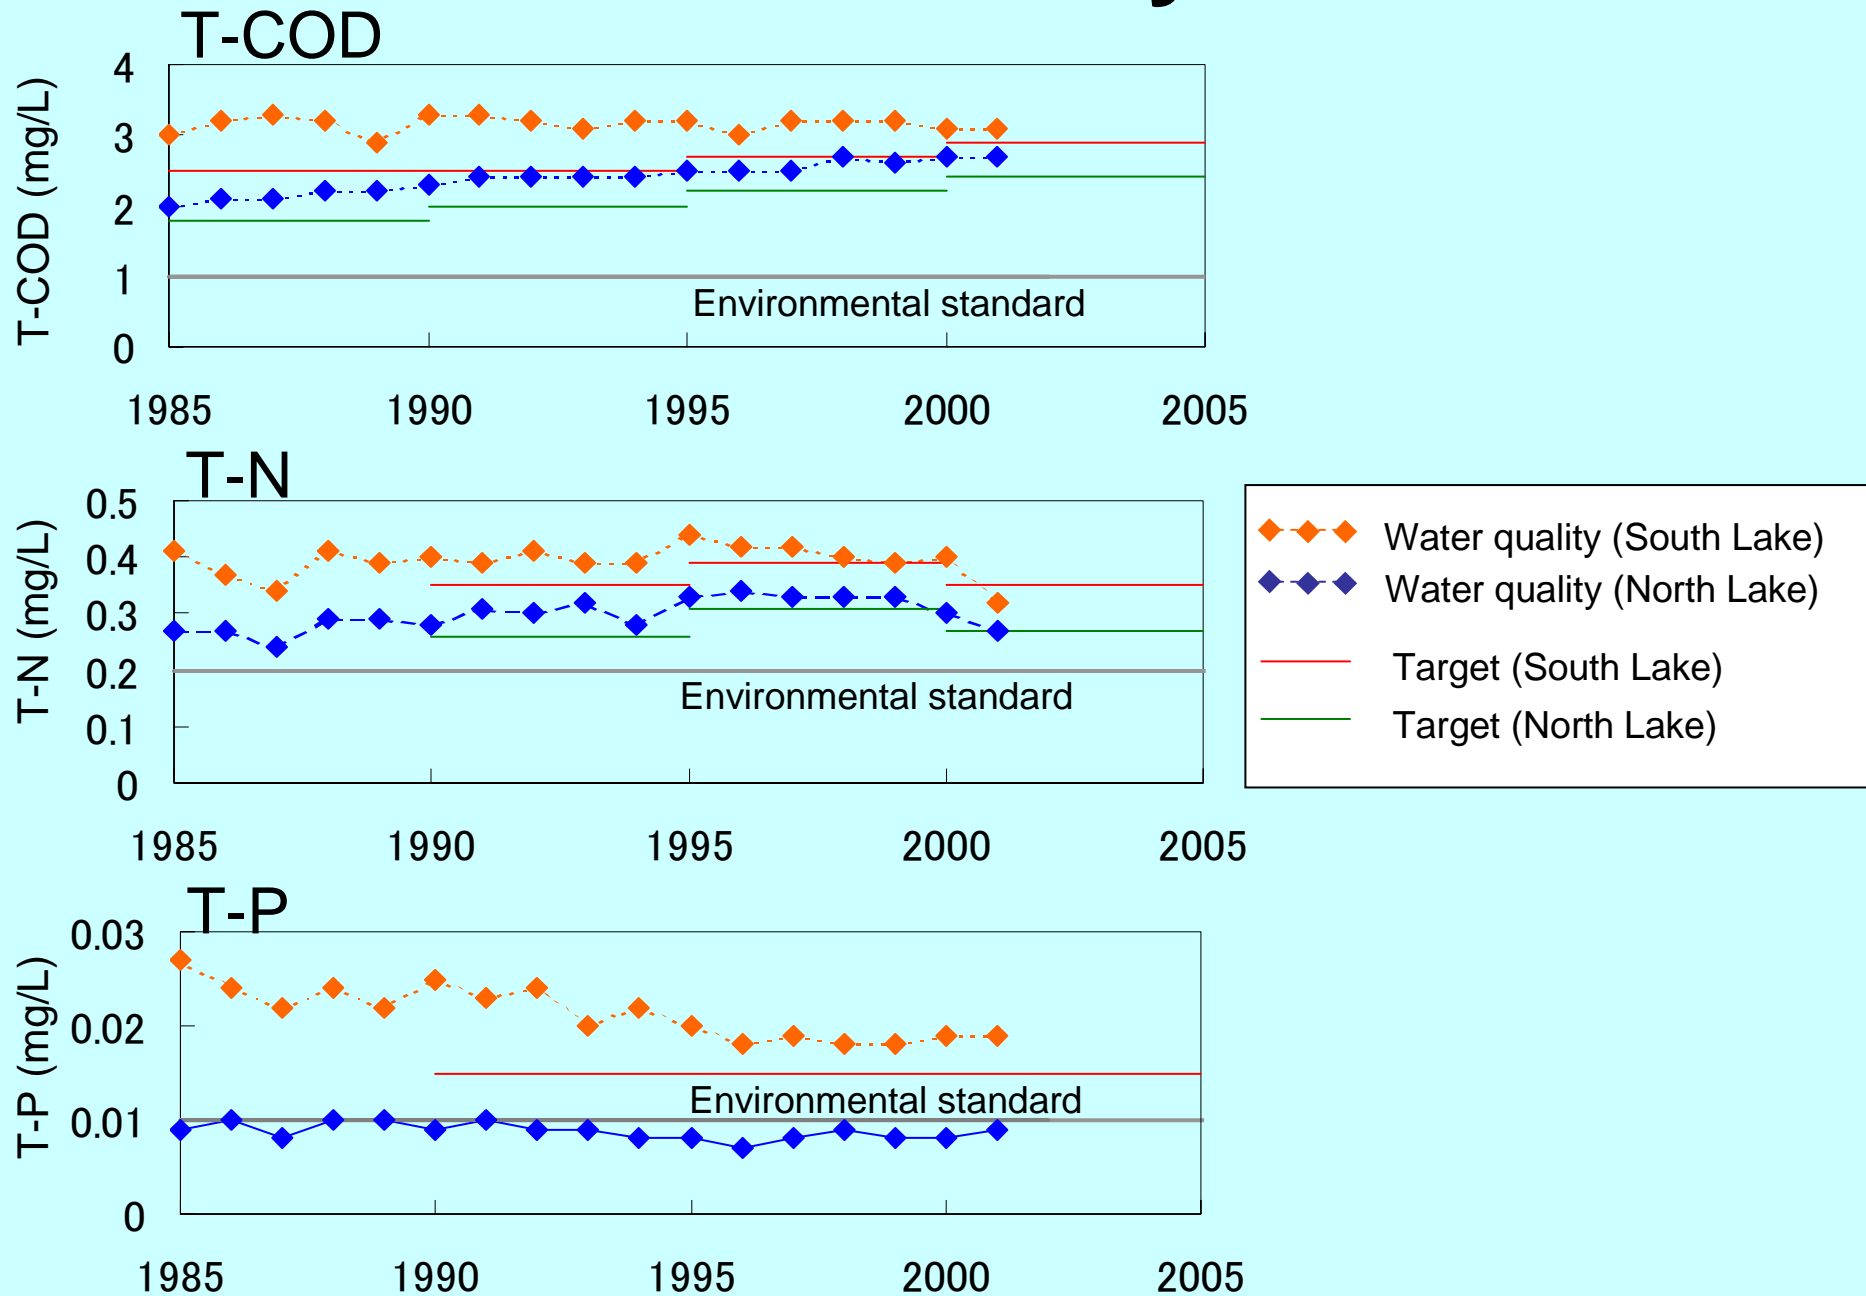 T-COD
T-COD (mg/L)
4
3
2
1
0
Environmental standard
1985 1990 1995 2000 2005
T-N
T-N (mg/L)
0.5
0.4
0.3
0.2
0.1
0
Environmental standard
1985 1990 1995 2000 2005
Water quality (South Lake)
Water quality (North Lake)
Target (South Lake)
Target (North Lake)
T-P
T-P (mg/L)
0.03
0.02
0.01
0
Environmental standard
1985 1990 1995 2000 2005